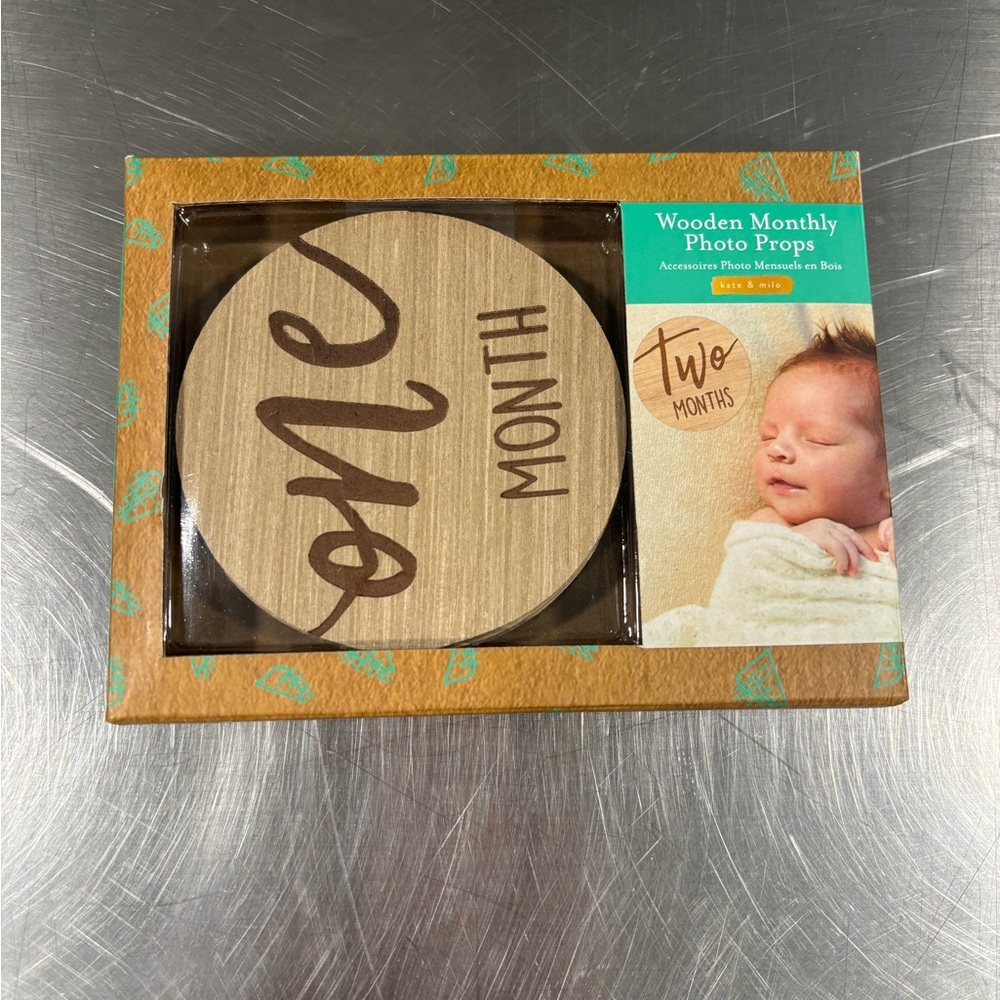 one
MONTH
Wooden Monthly
Photo Props
Accessoires Photo Mensuels en Bois
kate & milo
two
MONTHS